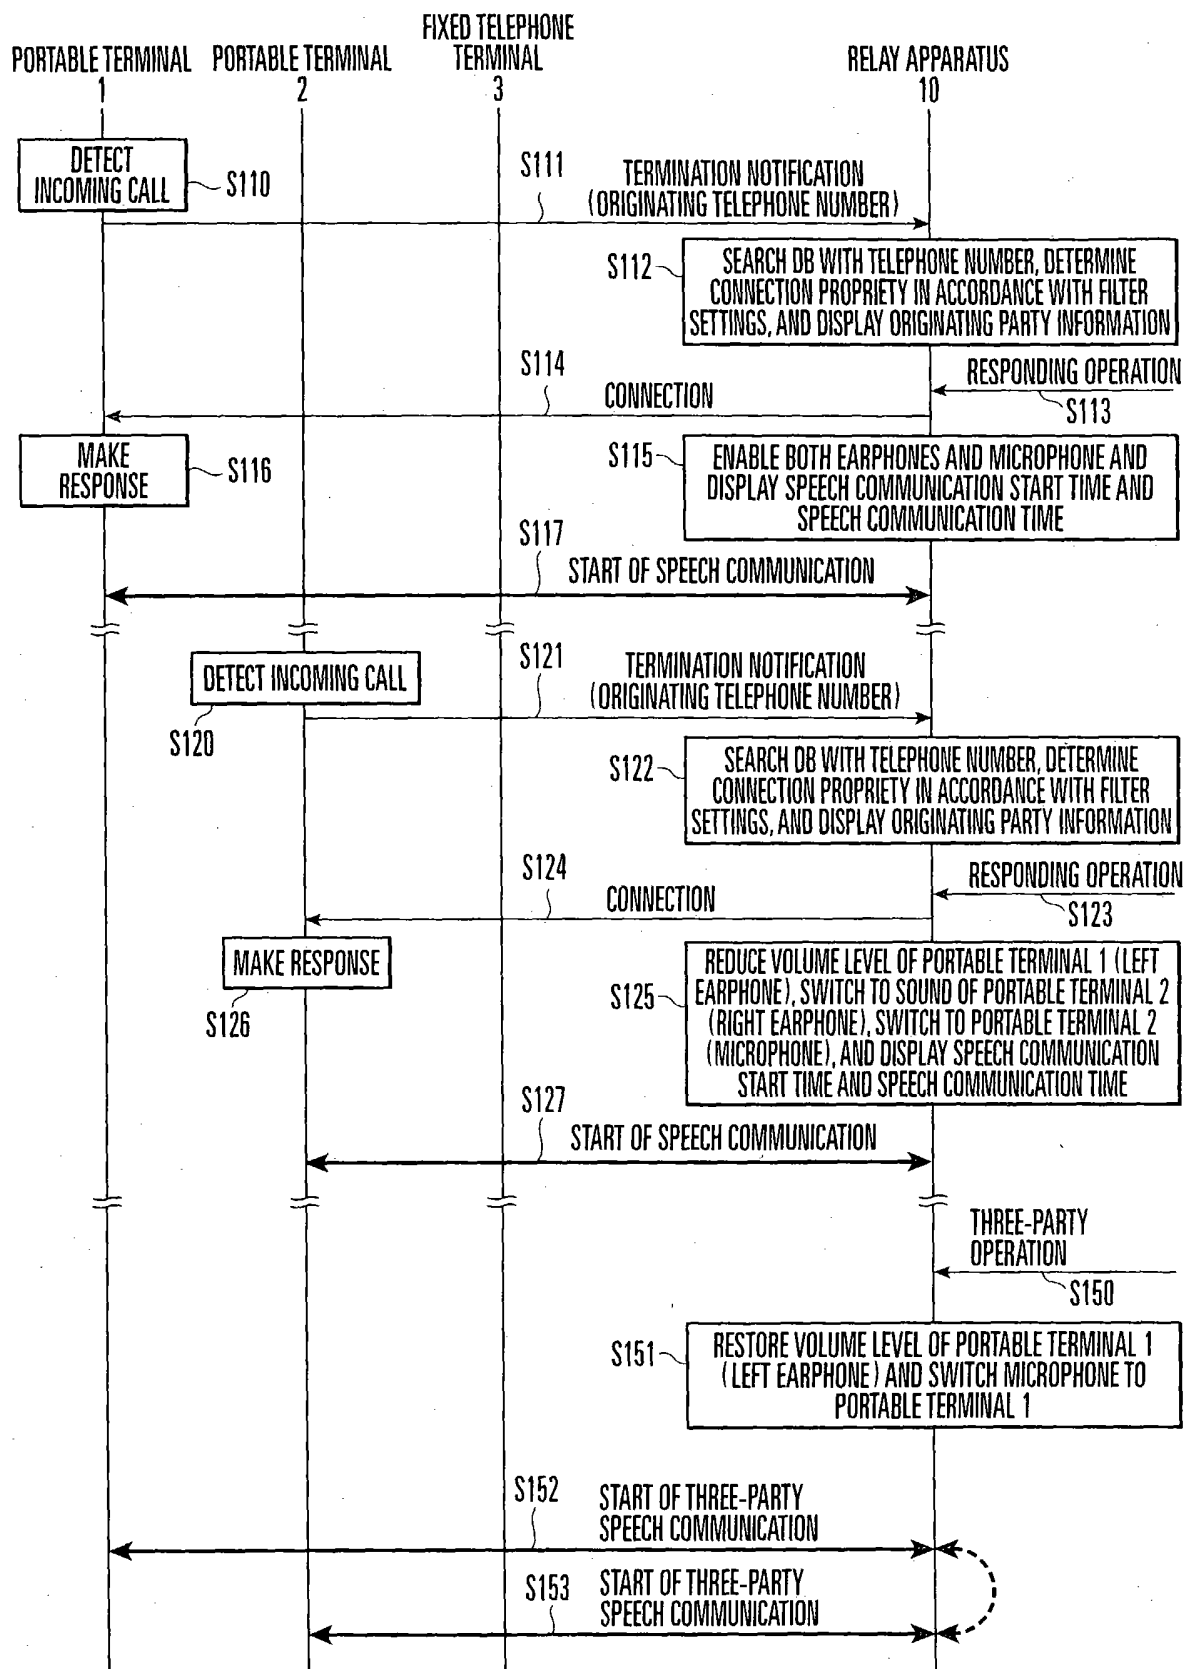 PORTABLE TERMINAL
1
PORTABLE TERMINAL
2
FIXED TELEPHONE
TERMINAL
3
RELAY APPARATUS
10
DETECT
INCOMING CALL
S110
S111
TERMINATION NOTIFICATION
(ORIGINATING TELEPHONE NUMBER)
S112
SEARCH DB WITH TELEPHONE NUMBER, DETERMINE
CONNECTION PROPRIETY IN ACCORDANCE WITH FILTER
SETTINGS, AND DISPLAY ORIGINATING PARTY INFORMATION
RESPONDING OPERATION
S113
S114
CONNECTION
MAKE
RESPONSE
S116
S115
ENABLE BOTH EARPHONES AND MICROPHONE AND
DISPLAY SPEECH COMMUNICATION START TIME AND
SPEECH COMMUNICATION TIME
S117
START OF SPEECH COMMUNICATION
DETECT INCOMING CALL
S120
S121
TERMINATION NOTIFICATION
(ORIGINATING TELEPHONE NUMBER)
S122
SEARCH DB WITH TELEPHONE NUMBER, DETERMINE
CONNECTION PROPRIETY IN ACCORDANCE WITH FILTER
SETTINGS, AND DISPLAY ORIGINATING PARTY INFORMATION
RESPONDING OPERATION
S123
S124
CONNECTION
MAKE RESPONSE
S126
S125
REDUCE VOLUME LEVEL OF PORTABLE TERMINAL 1 (LEFT
EARPHONE), SWITCH TO SOUND OF PORTABLE TERMINAL 2
(RIGHT EARPHONE), SWITCH TO PORTABLE TERMINAL 2
(MICROPHONE), AND DISPLAY SPEECH COMMUNICATION
START TIME AND SPEECH COMMUNICATION TIME
S127
START OF SPEECH COMMUNICATION
THREE-PARTY
OPERATION
S150
S151
RESTORE VOLUME LEVEL OF PORTABLE TERMINAL 1
(LEFT EARPHONE) AND SWITCH MICROPHONE TO
PORTABLE TERMINAL 1
S152
START OF THREE-PARTY
SPEECH COMMUNICATION
S153
START OF THREE-PARTY
SPEECH COMMUNICATION